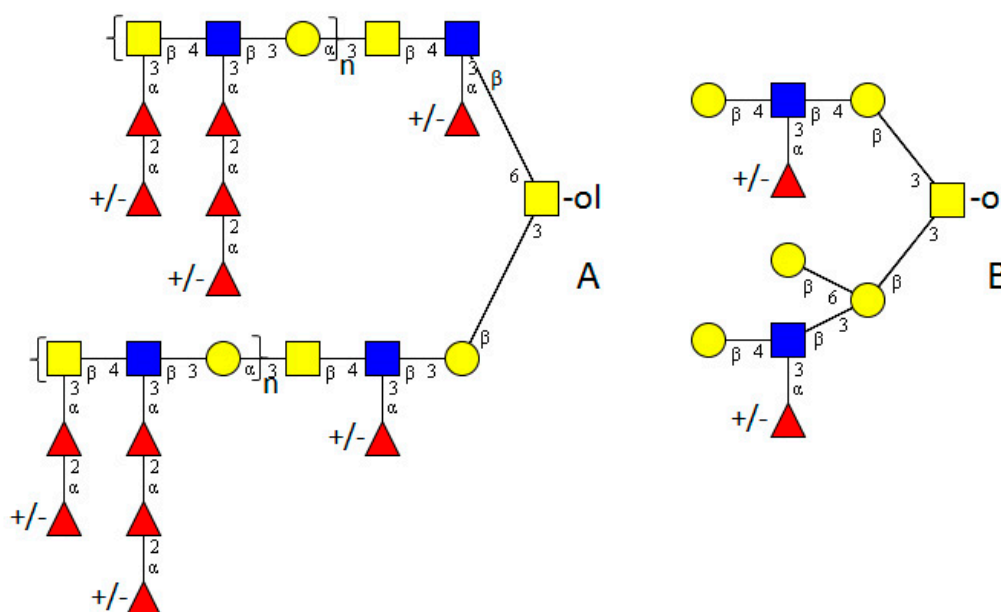 β 4 β 3 α 3 β 4
n
3 3 3 β
α α α
+/-
2 2
α α
+/-
6
-ol
3
2
α
+/-
A
β
β 4 β 3 α 3 β 4 β 3
n
3 3 3
α α α
+/-
2 2
α α
+/-
2
α
+/-
β 4 β 4 β
3
α
+/-
3
-o
3
β 6 β
3
β 4 β
3
α
+/-
B